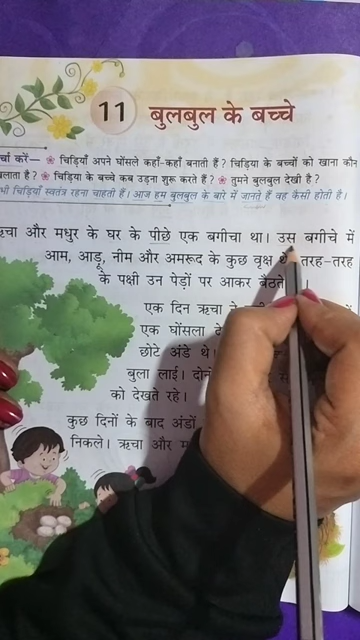 11 बुलबुल के बच्चे
चर्चा करें— चिड़ियाँ अपने घोंसले कहाँ-कहाँ बनाती हैं? चिड़िया के बच्चों को खाना कौन
चिड़िया के बच्चे कब उड़ना शुरू करते हैं? तुमने बुलबुल देखी है?
भी चिड़ियाँ स्वतंत्र रहना चाहती हैं। आज हम बुलबुल के बारे में जानते हैं वह कैसी होती है।
ऋचा और मधुर के घर के पीछे एक बगीचा था। उस बगीचे में
आम, आड़ू, नीम और अमरूद के कुछ वृक्ष तरह-तरह
के पक्षी उन पेड़ों पर आकर बैठते
एक दिन ऋचा
एक घोंसला
छोटे अंडे थे।
बुला लाई।
को देखते रहे।
कुछ दिनों के बाद अंडों
निकले। ऋचा और